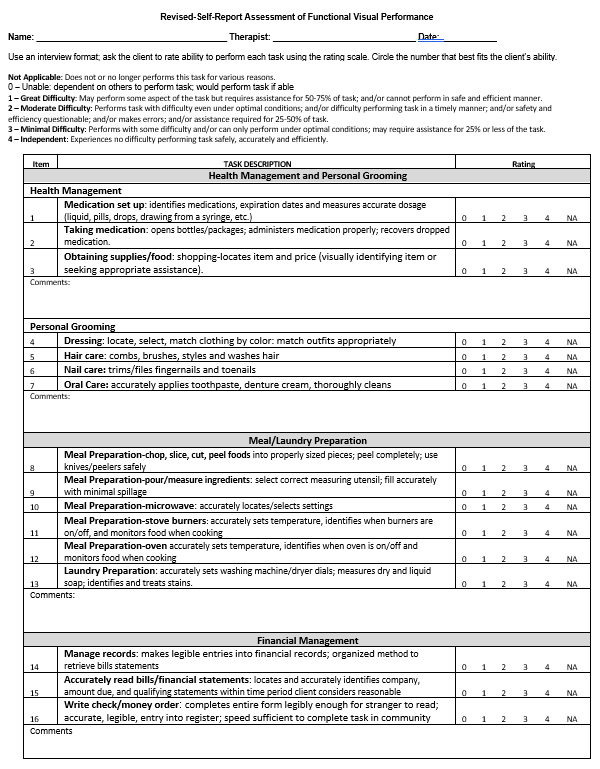 Revised-Self-Report Assessment of Functional Visual Performance
Name: Therapist: Date:
Use an interview format; ask the client to rate ability to perform each task using the rating scale. Circle the number that best fits the client's ability.
Not Applicable: Does not or no longer performs this task for various reasons.
0 – Unable: dependent on others to perform task; would perform task if able
1 – Great Difficulty: May perform some aspect of the task but requires assistance for 50-75% of task; and/or cannot perform in safe and efficient manner.
2 – Moderate Difficulty: Performs task with difficulty even under optimal conditions; and/or difficulty performing task in a timely manner; and/or safety and
efficiency questionable; and/or makes errors; and/or assistance required for 25-50% of task.
3 – Minimal Difficulty: Performs with some difficulty and/or can only perform under optimal conditions; may require assistance for 25% or less of the task.
4 – Independent: Experiences no difficulty performing task safely, accurately and efficiently.
Item TASK DESCRIPTION Rating
Health Management and Personal Grooming
Health Management
Medication set up: identifies medications, expiration dates and measures accurate dosage
1 (liquid, pills, drops, drawing from a syringe, etc.) 0 1 2 3 4 NA
Taking medication: opens bottles/packages; administers medication properly; recovers dropped
2 medication. 0 1 2 3 4 NA
Obtaining supplies/food: shopping-locates item and price (visually identifying item or
3 seeking appropriate assistance). 0 1 2 3 4 NA
Comments:
Personal Grooming
4 Dressing: locate, select, match clothing by color: match outfits appropriately 0 1 2 3 4 NA
5 Hair care: combs, brushes, styles and washes hair 0 1 2 3 4 NA
6 Nail care: trims/files fingernails and toenails 0 1 2 3 4 NA
7 Oral Care: accurately applies toothpaste, denture cream, thoroughly cleans 0 1 2 3 4 NA
Comments:
Meal/Laundry Preparation
Meal Preparation-chop, slice, cut, peel foods into properly sized pieces; peel completely; use
8 knives/peelers safely 0 1 2 3 4 NA
Meal Preparation-pour/measure ingredients: select correct measuring utensil; fill accurately
9 with minimal spillage 0 1 2 3 4 NA
10 Meal Preparation-microwave: accurately locates/selects settings 0 1 2 3 4 NA
Meal Preparation-stove burners: accurately sets temperature, identifies when burners are
11 on/off, and monitors food when cooking 0 1 2 3 4 NA
Meal Preparation-oven accurately sets temperature, identifies when oven is on/off and
12 monitors food when cooking 0 1 2 3 4 NA
Laundry Preparation: accurately sets washing machine/dryer dials; measures dry and liquid
13 soap; identifies and treats stains. 0 1 2 3 4 NA
Comments:
Financial Management
Manage records: makes legible entries into financial records; organized method to
14 retrieve bills statements 0 1 2 3 4 NA
Accurately read bills/financial statements: locates and accurately identifies company,
15 amount due, and qualifying statements within time period client considers reasonable 0 1 2 3 4 NA
Write check/money order: completes entire form legibly enough for stranger to read;
16 accurate, legible, entry into register; speed sufficient to complete task in community 0 1 2 3 4 NA
Comments